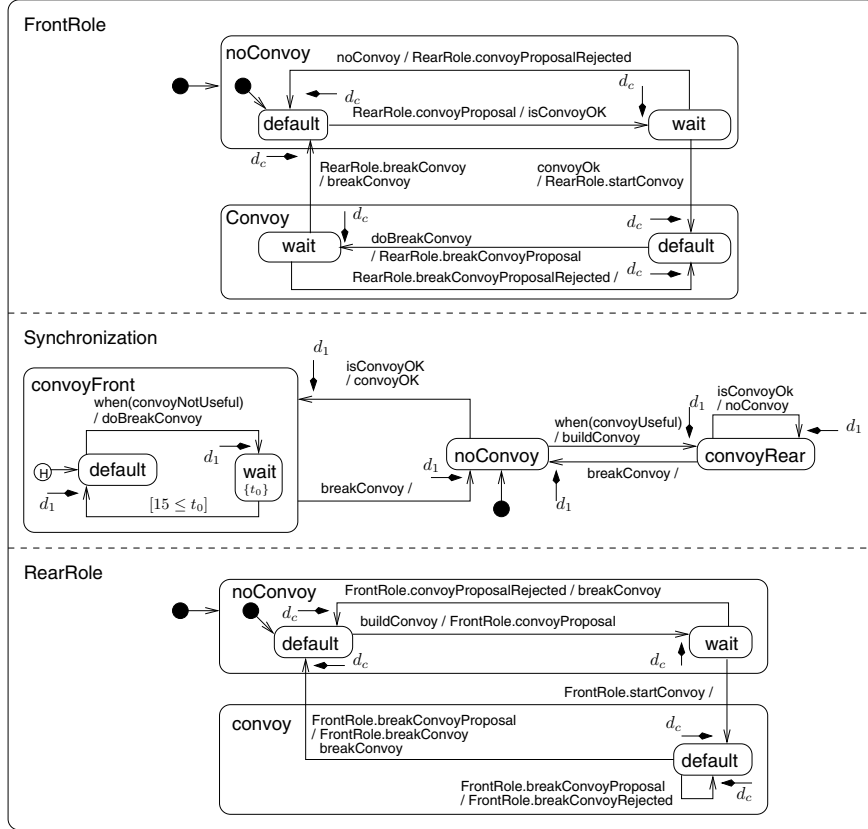 FrontRole
noConvoy
noConvoy / RearRole.convoyProposalRejected
d_c
d_c
RearRole.convoyProposal / isConvoyOK
default
wait
d_c
RearRole.breakConvoy
/ breakConvoy
convoyOk
/ RearRole.startConvoy
Convoy
d_c
d_c
wait
doBreakConvoy
default
/ RearRole.breakConvoyProposal
d_c
RearRole.breakConvoyProposalRejected /
Synchronization
d_1
isConvoyOK
/ convoyOK
convoyFront
when(convoyNotUseful)
/ doBreakConvoy
isConvoyOk
/ noConvoy
d_1
when(convoyUseful)
/ buildConvoy
d_1
d_1
H
default
wait
{t_0}
noConvoy
convoyRear
d_1
d_1
breakConvoy /
breakConvoy /
d_1
[15 ≤ t_0]
RearRole
noConvoy
FrontRole.convoyProposalRejected / breakConvoy
d_c
buildConvoy / FrontRole.convoyProposal
default
wait
d_c
d_c
FrontRole.startConvoy /
convoy
FrontRole.breakConvoyProposal
/ FrontRole.breakConvoy
breakConvoy
d_c
default
FrontRole.breakConvoyProposal
/ FrontRole.breakConvoyRejected
d_c